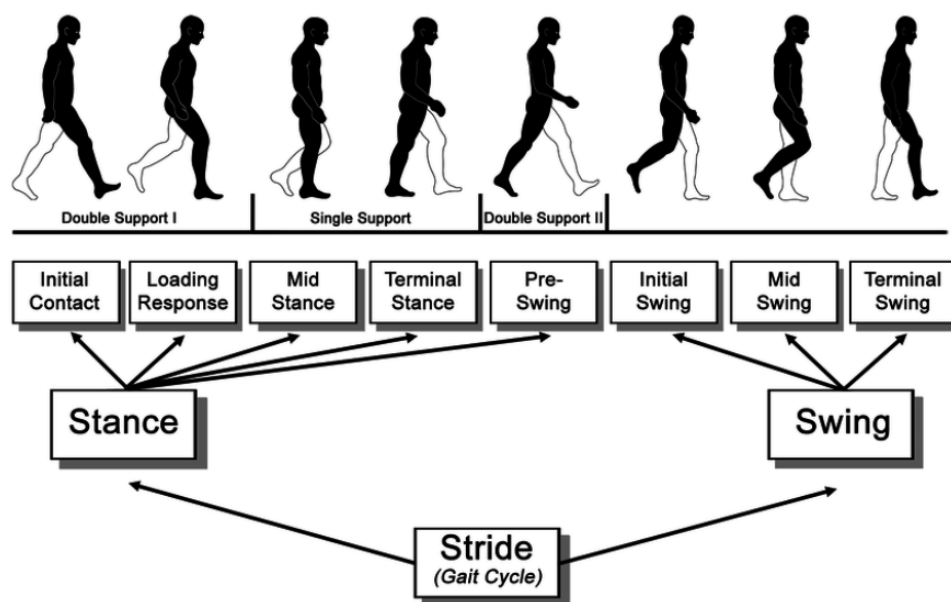 Double Support I
Single Support
Double Support II
Initial
Contact
Loading
Response
Mid
Stance
Terminal
Stance
Pre-
Swing
Initial
Swing
Mid
Swing
Terminal
Swing
Stance
Swing
Stride
(Gait Cycle)